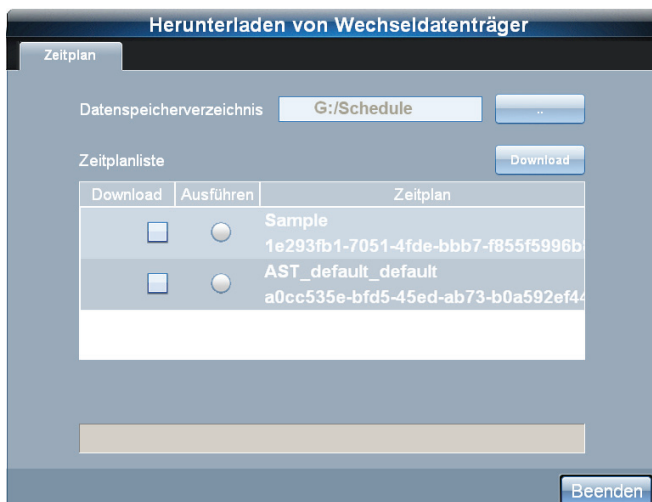 Herunterladen von Wechseldatenträger
Zeitplan
Datenspeicherverzeichnis G:/Schedule ..
Zeitplanliste Download
Download Ausführen Zeitplan
Sample
1e293fb1-7051-4fde-bbb7-f855f5996b
AST_default_default
a0cc535e-bfd5-45ed-ab73-b0a592ef44
Beenden